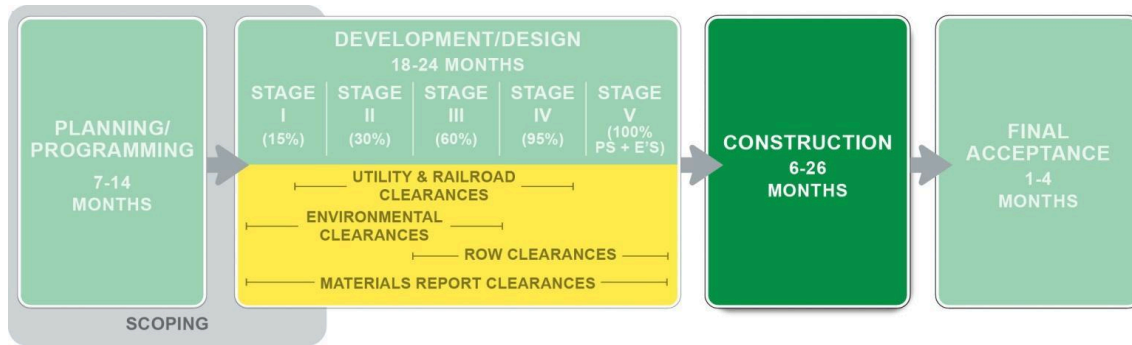 PLANNING/
PROGRAMMING
7-14
MONTHS
SCOPING
DEVELOPMENT/DESIGN
18-24 MONTHS
STAGE
I
(15%)
STAGE
II
(30%)
STAGE
III
(60%)
STAGE
IV
(95%)
STAGE
V
(100%
PS + E'S)
UTILITY & RAILROAD
CLEARANCES
ENVIRONMENTAL
CLEARANCES
ROW CLEARANCES
MATERIALS REPORT CLEARANCES
CONSTRUCTION
6-26
MONTHS
FINAL
ACCEPTANCE
1-4
MONTHS